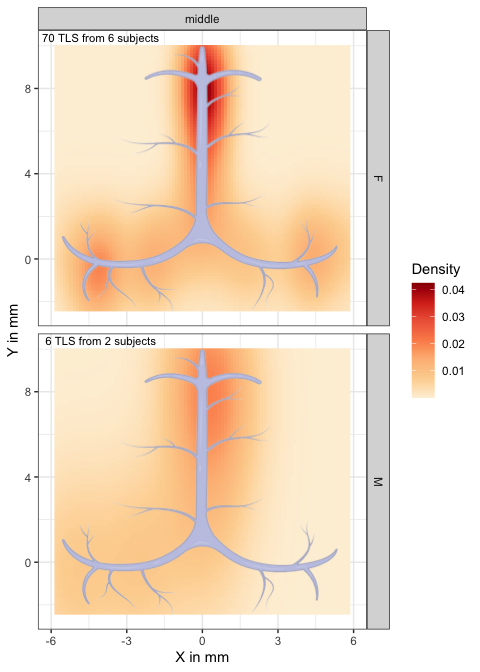 middle
70 TLS from 6 subjects
F
8
4
0
Density
0.04
0.03
0.02
0.01
Y in mm
6 TLS from 2 subjects
M
8
4
0
-6 -3 0 3 6
X in mm